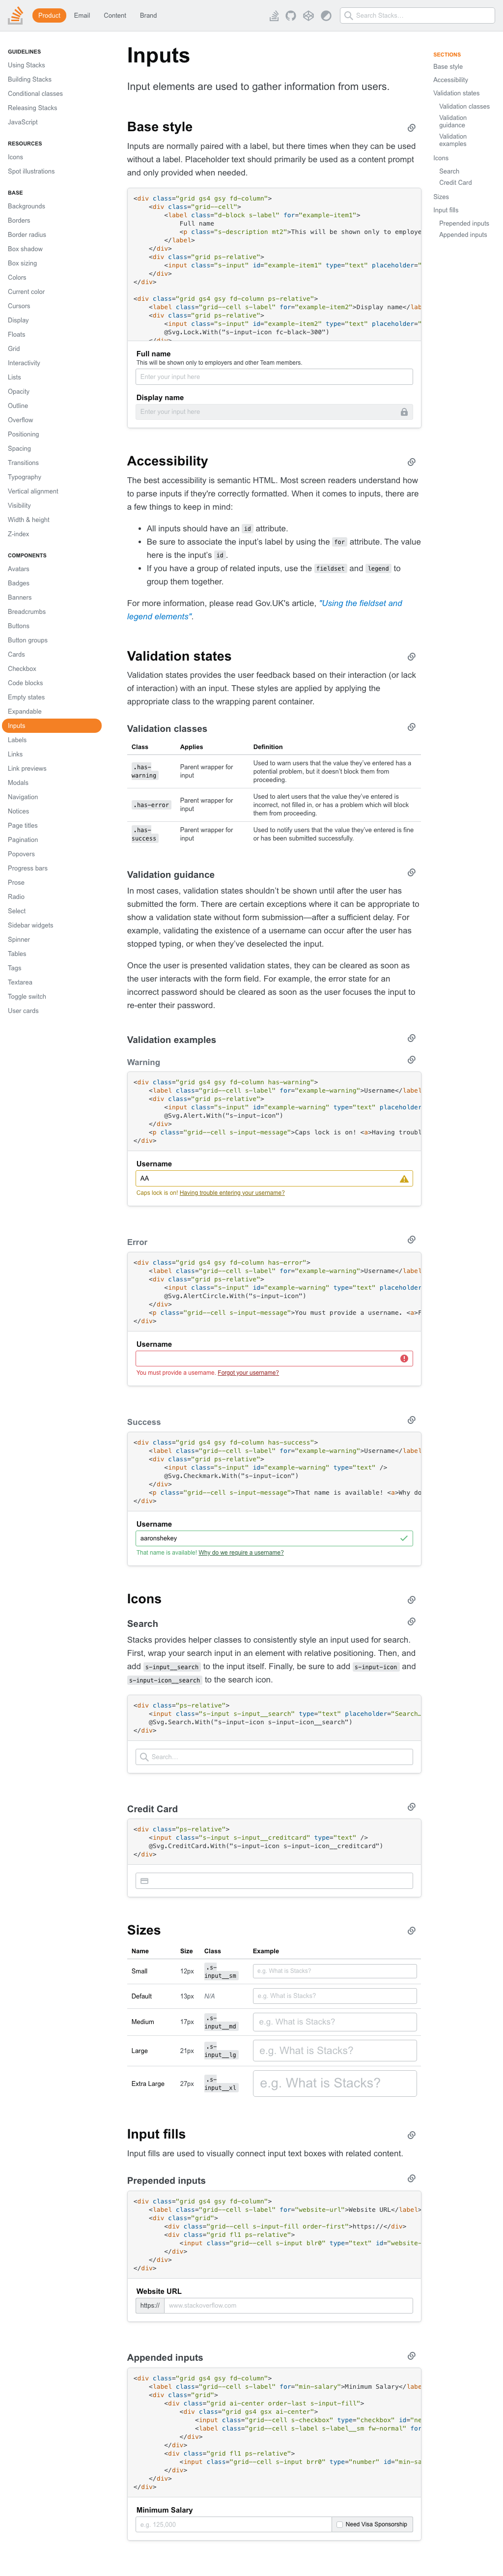 Product Email Content Brand
Search Stacks…
GUIDELINES
Using Stacks
Building Stacks
Conditional classes
Releasing Stacks
JavaScript
RESOURCES
Icons
Spot illustrations
BASE
Backgrounds
Borders
Border radius
Box shadow
Box sizing
Colors
Current color
Cursors
Display
Floats
Grid
Interactivity
Lists
Opacity
Outline
Overflow
Positioning
Spacing
Transitions
Typography
Vertical alignment
Visibility
Width & height
Z-index
COMPONENTS
Avatars
Badges
Banners
Breadcrumbs
Buttons
Button groups
Cards
Checkbox
Code blocks
Empty states
Expandable
Inputs
Labels
Links
Link previews
Modals
Navigation
Notices
Page titles
Pagination
Popovers
Progress bars
Prose
Radio
Select
Sidebar widgets
Spinner
Tables
Tags
Textarea
Toggle switch
User cards
Inputs
Input elements are used to gather information from users.
Base style
Inputs are normally paired with a label, but there are times when they can be used
without a label. Placeholder text should primarily be used as a content prompt
and only provided when needed.
<div class="grid gs4 gsy fd-column">
<div class="grid--cell">
<label class="d-block s-label" for="example-item1">
Full name
<p class="s-description mt2">This will be shown only to employe
</label>
</div>
<div class="grid ps-relative">
<input class="s-input" id="example-item1" type="text" placeholder="
</div>
</div>
<div class="grid gs4 gsy fd-column ps-relative">
<label class="grid--cell s-label" for="example-item2">Display name</lab
<div class="grid ps-relative">
<input class="s-input" id="example-item2" type="text" placeholder="
@Svg.Lock.With("s-input-icon fc-black-300")
</div>
Full name
This will be shown only to employers and other Team members.
Enter your input here
Display name
Enter your input here
Accessibility
The best accessibility is semantic HTML. Most screen readers understand how
to parse inputs if they're correctly formatted. When it comes to inputs, there are
a few things to keep in mind:
• All inputs should have an id attribute.
• Be sure to associate the input's label by using the for attribute. The value
here is the input's id.
• If you have a group of related inputs, use the fieldset and legend to
group them together.
For more information, please read Gov.UK's article, "Using the fieldset and
legend elements".
Validation states
Validation states provides the user feedback based on their interaction (or lack
of interaction) with an input. These styles are applied by applying the
appropriate class to the wrapping parent container.
Validation classes
Class Applies Definition
.has-warning Parent wrapper for input Used to warn users that the value they've entered has a potential problem, but it doesn't block them from proceeding.
.has-error Parent wrapper for input Used to alert users that the value they've entered is incorrect, not filled in, or has a problem which will block them from proceeding.
.has-success Parent wrapper for input Used to notify users that the value they've entered is fine or has been submitted successfully.
Validation guidance
In most cases, validation states shouldn't be shown until after the user has
submitted the form. There are certain exceptions where it can be appropriate to
show a validation state without form submission—after a sufficient delay. For
example, validating the existence of a username can occur after the user has
stopped typing, or when they've deselected the input.
Once the user is presented validation states, they can be cleared as soon as
the user interacts with the form field. For example, the error state for an
incorrect password should be cleared as soon as the user focuses the input to
re-enter their password.
Validation examples
Warning
<div class="grid gs4 gsy fd-column has-warning">
<label class="grid--cell s-label" for="example-warning">Username</label
<div class="grid ps-relative">
<input class="s-input" id="example-warning" type="text" placeholder
@Svg.Alert.With("s-input-icon")
</div>
<p class="grid--cell s-input-message">Caps lock is on! <a>Having troubl
</div>
Username
AA
Caps lock is on! Having trouble entering your username?
Error
<div class="grid gs4 gsy fd-column has-error">
<label class="grid--cell s-label" for="example-warning">Username</label
<div class="grid ps-relative">
<input class="s-input" id="example-warning" type="text" placeholder
@Svg.AlertCircle.With("s-input-icon")
</div>
<p class="grid--cell s-input-message">You must provide a username. <a>F
</div>
Username
You must provide a username. Forgot your username?
Success
<div class="grid gs4 gsy fd-column has-success">
<label class="grid--cell s-label" for="example-warning">Username</label
<div class="grid ps-relative">
<input class="s-input" id="example-warning" type="text" />
@Svg.Checkmark.With("s-input-icon")
</div>
<p class="grid--cell s-input-message">That name is available! <a>Why do
</div>
Username
aaronshekey
That name is available! Why do we require a username?
Icons
Search
Stacks provides helper classes to consistently style an input used for search.
First, wrap your search input in an element with relative positioning. Then, and
add s-input__search to the input itself. Finally, be sure to add s-input-icon and
s-input-icon__search to the search icon.
<div class="ps-relative">
<input class="s-input s-input__search" type="text" placeholder="Search…
@Svg.Search.With("s-input-icon s-input-icon__search")
</div>
Search…
Credit Card
<div class="ps-relative">
<input class="s-input s-input__creditcard" type="text" />
@Svg.CreditCard.With("s-input-icon s-input-icon__creditcard")
</div>
Sizes
Name Size Class Example
Small 12px .s-input__sm e.g. What is Stacks?
Default 13px N/A e.g. What is Stacks?
Medium 17px .s-input__md e.g. What is Stacks?
Large 21px .s-input__lg e.g. What is Stacks?
Extra Large 27px .s-input__xl e.g. What is Stacks?
Input fills
Input fills are used to visually connect input text boxes with related content.
Prepended inputs
<div class="grid gs4 gsy fd-column">
<label class="grid--cell s-label" for="website-url">Website URL</label>
<div class="grid">
<div class="grid--cell s-input-fill order-first">https://</div>
<div class="grid fl1 ps-relative">
<input class="grid--cell s-input blr0" type="text" id="website-
</div>
</div>
</div>
Website URL
https:// www.stackoverflow.com
Appended inputs
<div class="grid gs4 gsy fd-column">
<label class="grid--cell s-label" for="min-salary">Minimum Salary</labe
<div class="grid">
<div class="grid ai-center order-last s-input-fill">
<div class="grid gs4 gsx ai-center">
<input class="grid--cell s-checkbox" type="checkbox" id="ne
<label class="grid--cell s-label s-label__sm fw-normal" for
</div>
</div>
<div class="grid fl1 ps-relative">
<input class="grid--cell s-input brr0" type="number" id="min-sa
</div>
</div>
</div>
Minimum Salary
e.g. 125,000
Need Visa Sponsorship
SECTIONS
Base style
Accessibility
Validation states
Validation classes
Validation
guidance
Validation
examples
Icons
Search
Credit Card
Sizes
Input fills
Prepended inputs
Appended inputs